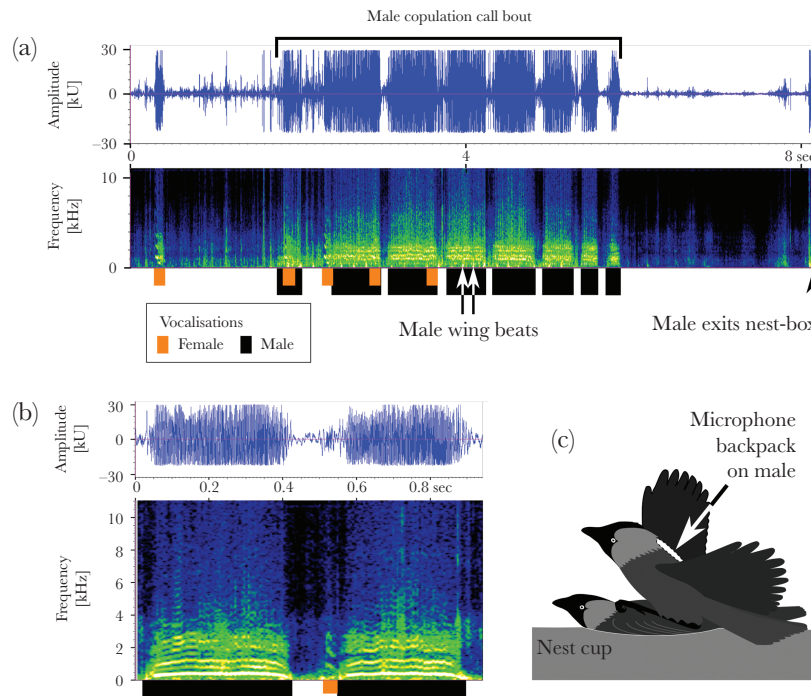 Male copulation call bout
(a)
30
0
−30
Amplitude
[kU]
0
4
8 sec
10
0
Frequency
[kHz]
Vocalisations
Female
Male
Male wing beats
Male exits nest-box
(b)
30
0
−30
Amplitude
[kU]
0.2
0.4
0.6
0.8 sec
10
8
6
4
2
0
Frequency
[kHz]
(c)
Microphone
backpack
on male
Nest cup